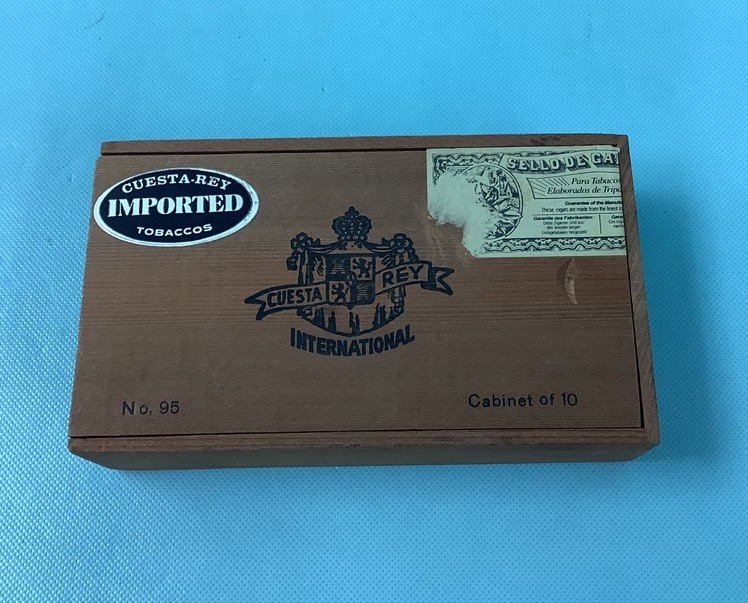 CUESTA-REY
IMPORTED
TOBACCOS
SELLO DE GA
Para Tabacos
Elaborados de Tripa
Guarantee of the Manufa
These cigars are made from the finest
Garantie des Fabrikanten:
Diese Zigarren sind aus
den besten
CUESTA REY
INTERNATIONAL
No. 95
Cabinet of 10